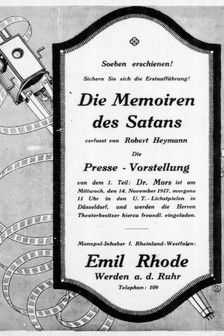 Soeben erschienen!
Sichern Sie sich die Erstaufführung!
Die Memoiren
des Satans
verfasst von Robert Heymann
Die
Presse - Vorstellung
von dem 1. Teil: Dr. Mors ist am
Mittwoch, den 14. November 1917, morgens
11 Uhr in den U. T.-Lichtspielen in
Düsseldorf, und werden die Herren
Theaterbesitzer hierzu freundl. eingeladen.
Monopol-Inhaber f. Rheinland-Westfalen:
Emil Rhode
Werden a. d. Ruhr
Telephon: 109